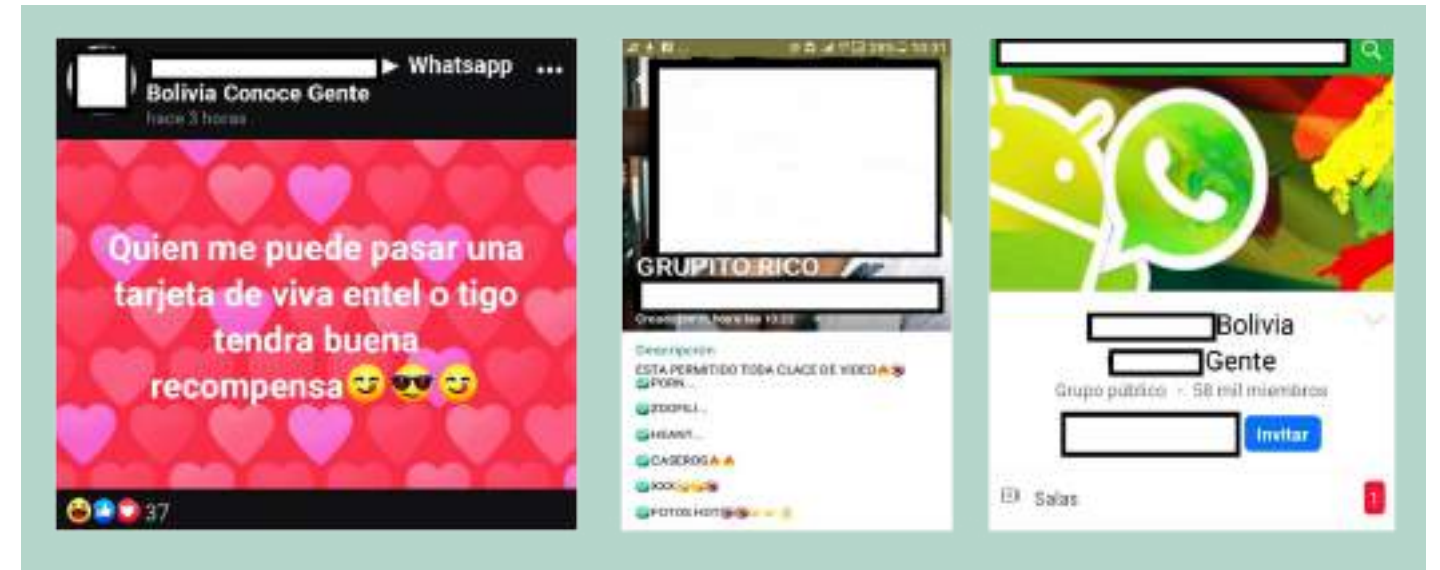 Whatsapp ...
Bolivia Conoce Gente
hace 3 horas
Quien me puede pasar una
tarjeta de viva entel o tigo
tendra buena
recompensa😏😎😏
37
GRUPITO RICO
Descripción
ESTA PERMITIDO TODA CLACE DE VIDEO🔥
PORN...
ZOOFILI...
CASEROS🔥🔥
XXX
FOTOS HOT
Bolivia
Gente
Grupo público · 58 mil miembros
Invitar
Salas
1